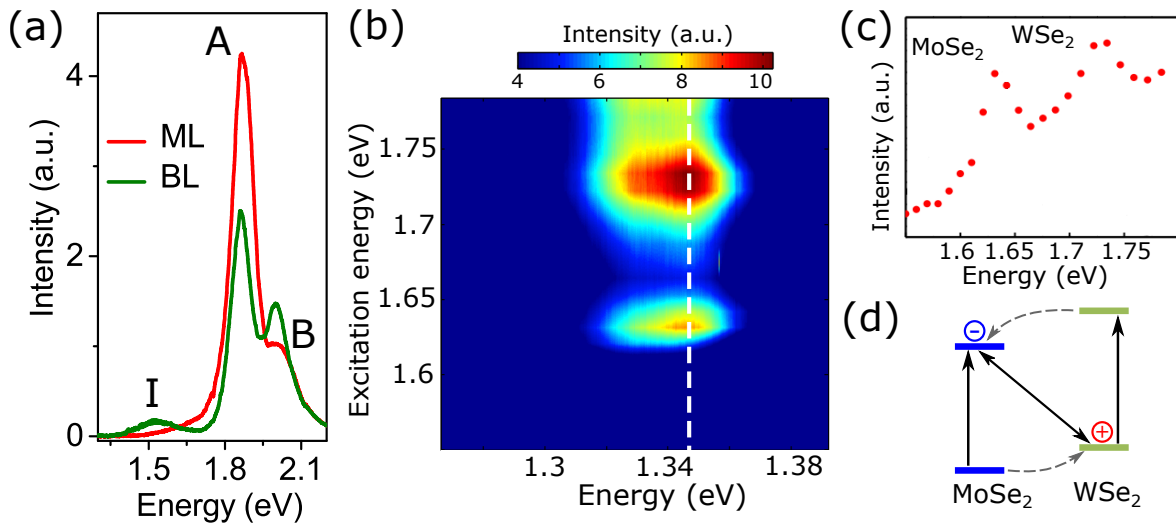 (a)
A
ML
BL
B
I
Intensity (a.u.)
4
2
0
1.5
1.8
2.1
Energy (eV)
(b)
Intensity (a.u.)
4
6
8
10
Excitation energy (eV)
1.75
1.7
1.65
1.6
1.3
1.34
1.38
Energy (eV)
(c)
MoSe₂
WSe₂
Intensity (a.u.)
1.6
1.65
1.7
1.75
Energy (eV)
(d)
−
+
MoSe₂
WSe₂